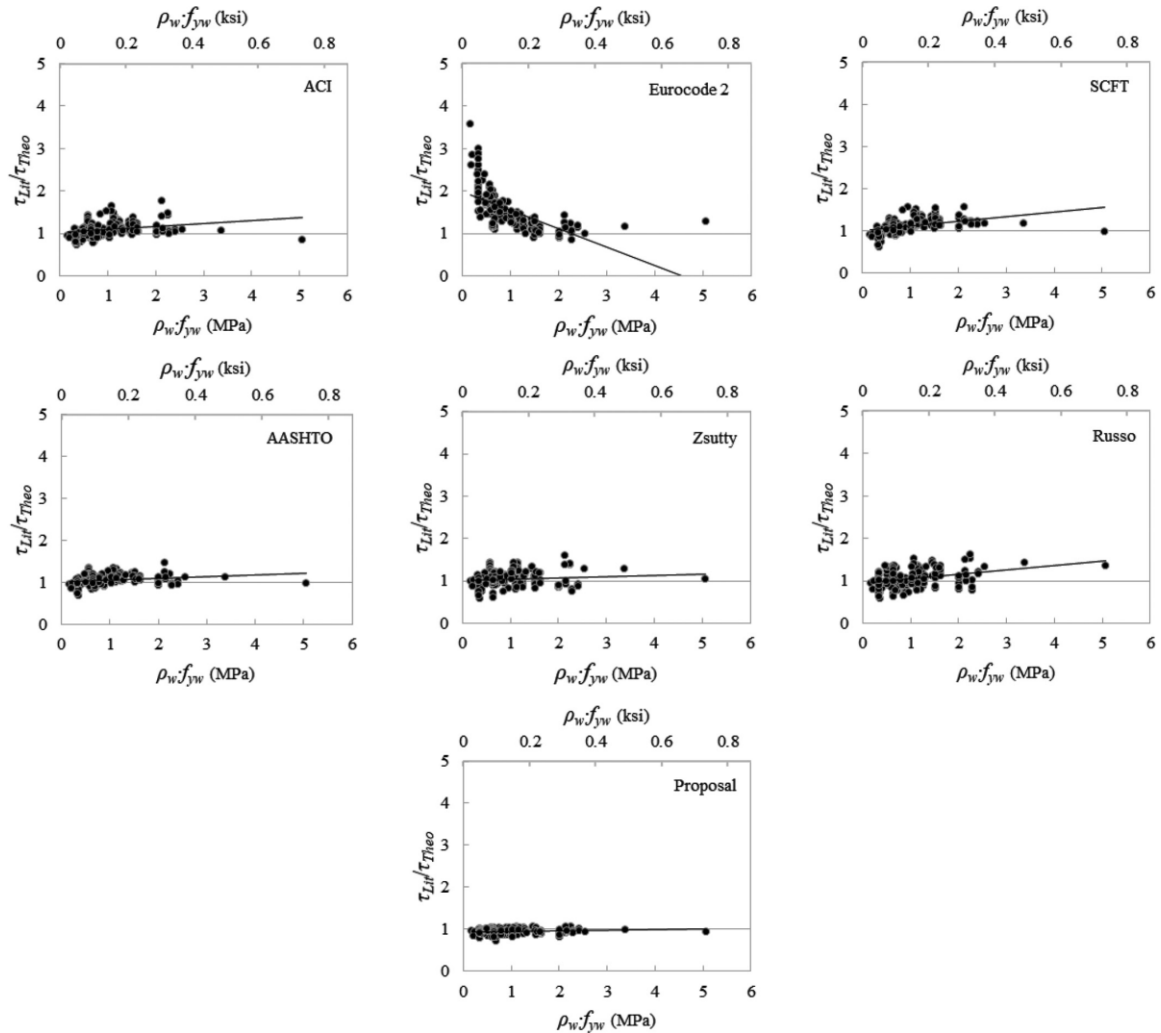 ρw·fyw (ksi)
0 0.2 0.4 0.6 0.8
5
ACI
4
3
τLit/τTheo
2
1
0
0 1 2 3 4 5 6
ρw·fyw (MPa)
ρw·fyw (ksi)
0 0.2 0.4 0.6 0.8
5
Eurocode 2
4
3
τLit/τTheo
2
1
0
0 1 2 3 4 5 6
ρw·fyw (MPa)
ρw·fyw (ksi)
0 0.2 0.4 0.6 0.8
5
SCFT
4
3
τLit/τTheo
2
1
0
0 1 2 3 4 5 6
ρw·fyw (MPa)
ρw·fyw (ksi)
0 0.2 0.4 0.6 0.8
5
AASHTO
4
3
τLit/τTheo
2
1
0
0 1 2 3 4 5 6
ρw·fyw (MPa)
ρw·fyw (ksi)
0 0.2 0.4 0.6 0.8
5
Zsutty
4
3
τLit/τTheo
2
1
0
0 1 2 3 4 5 6
ρw·fyw (MPa)
ρw·fyw (ksi)
0 0.2 0.4 0.6 0.8
5
Russo
4
3
τLit/τTheo
2
1
0
0 1 2 3 4 5 6
ρw·fyw (MPa)
ρw·fyw (ksi)
0 0.2 0.4 0.6 0.8
5
Proposal
4
3
τLit/τTheo
2
1
0
0 1 2 3 4 5 6
ρw·fyw (MPa)